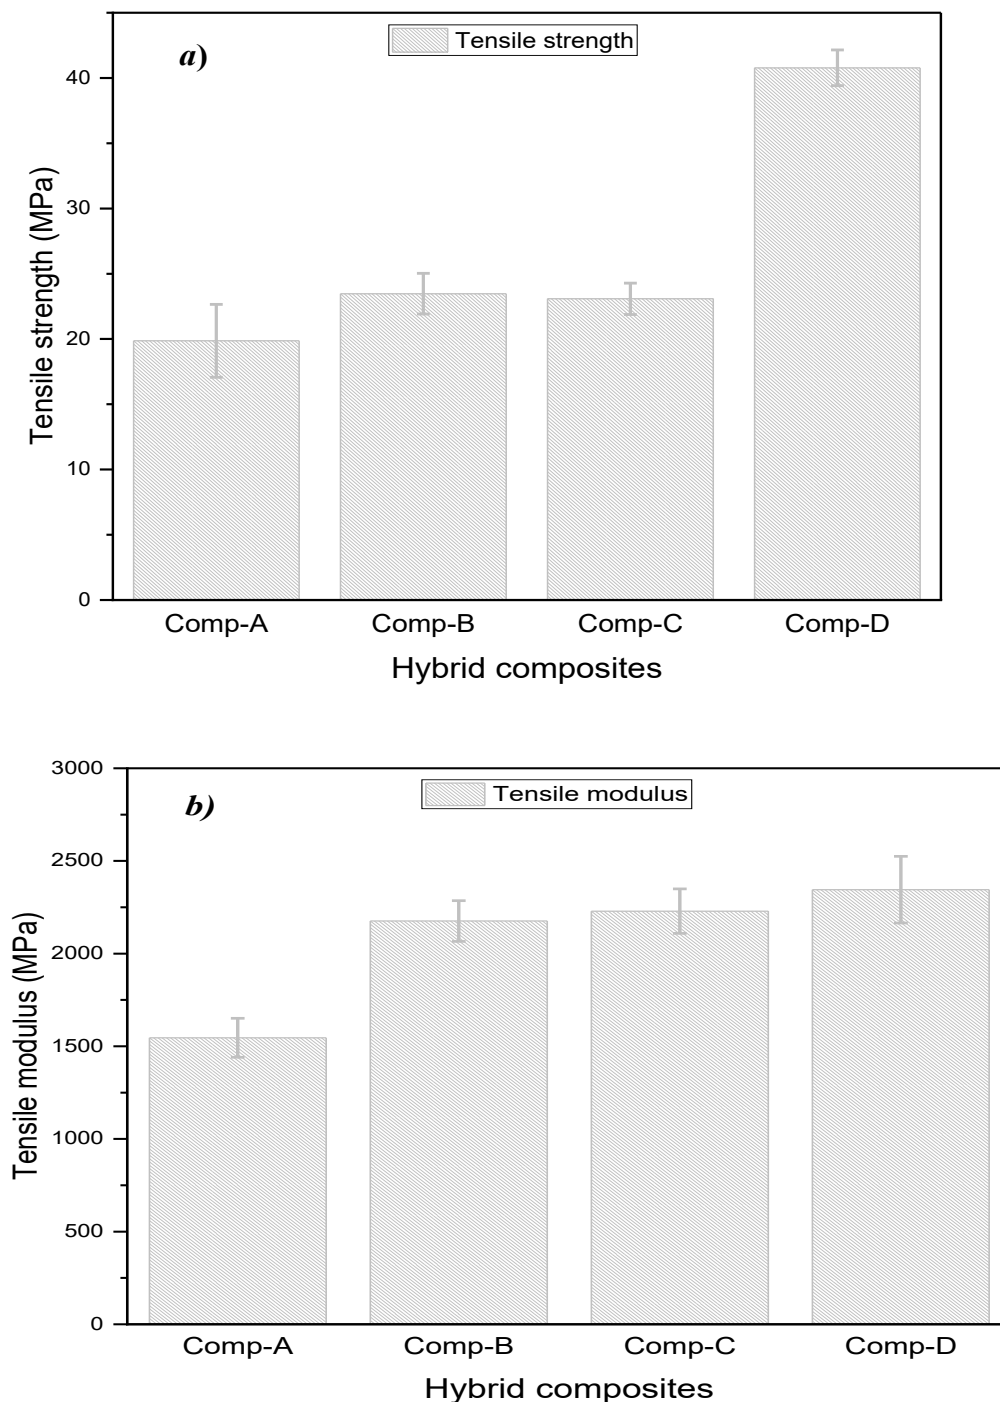 a)
Tensile strength
40
30
20
10
0
Tensile strength (MPa)
Comp-A Comp-B Comp-C Comp-D
Hybrid composites
b)
Tensile modulus
3000
2500
2000
1500
1000
500
0
Tensile modulus (MPa)
Comp-A Comp-B Comp-C Comp-D
Hybrid composites